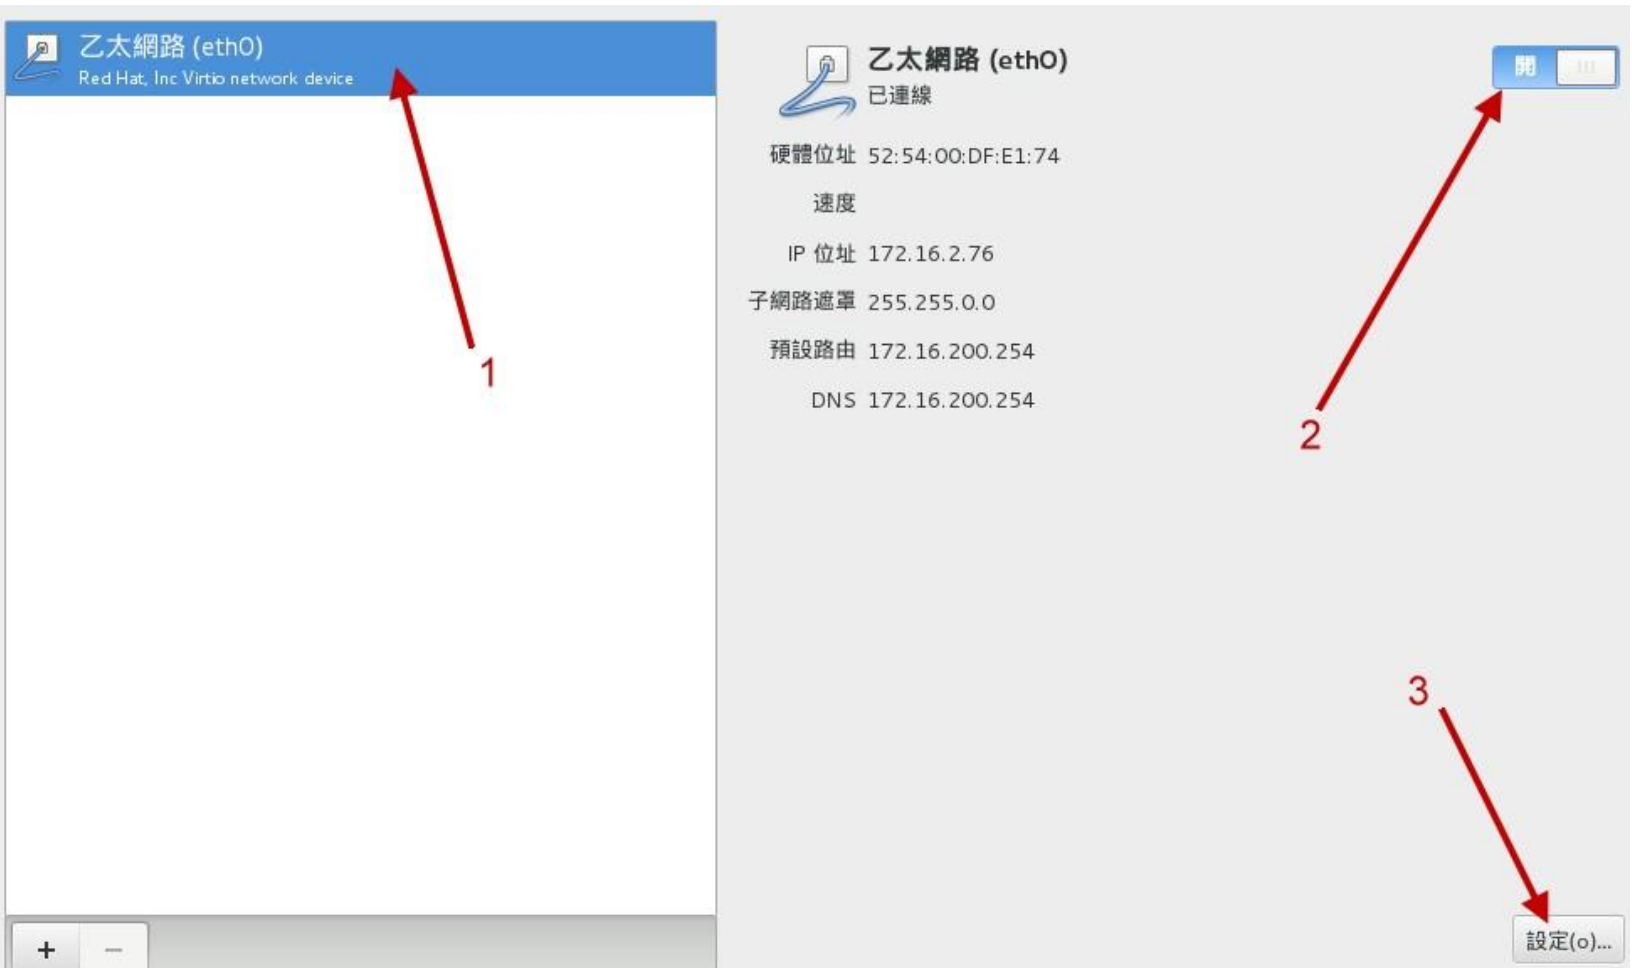 乙太網路 (eth0)
Red Hat, Inc Virtio network device
乙太網路 (eth0)
已連線
開
硬體位址 52:54:00:DF:E1:74
速度
IP 位址 172.16.2.76
子網路遮罩 255.255.0.0
預設路由 172.16.200.254
DNS 172.16.200.254
1
2
3
+ −
設定(o)...